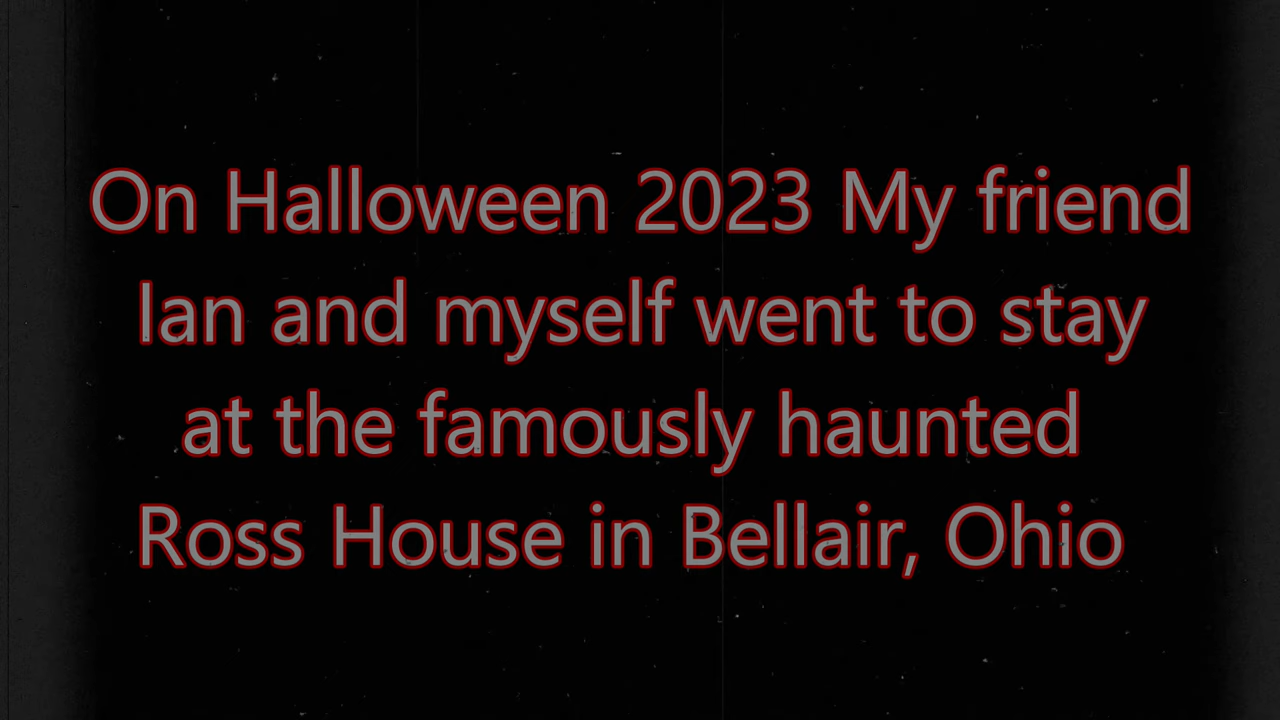 On Halloween 2023 My friend
Ian and myself went to stay
at the famously haunted
Ross House in Bellair, Ohio